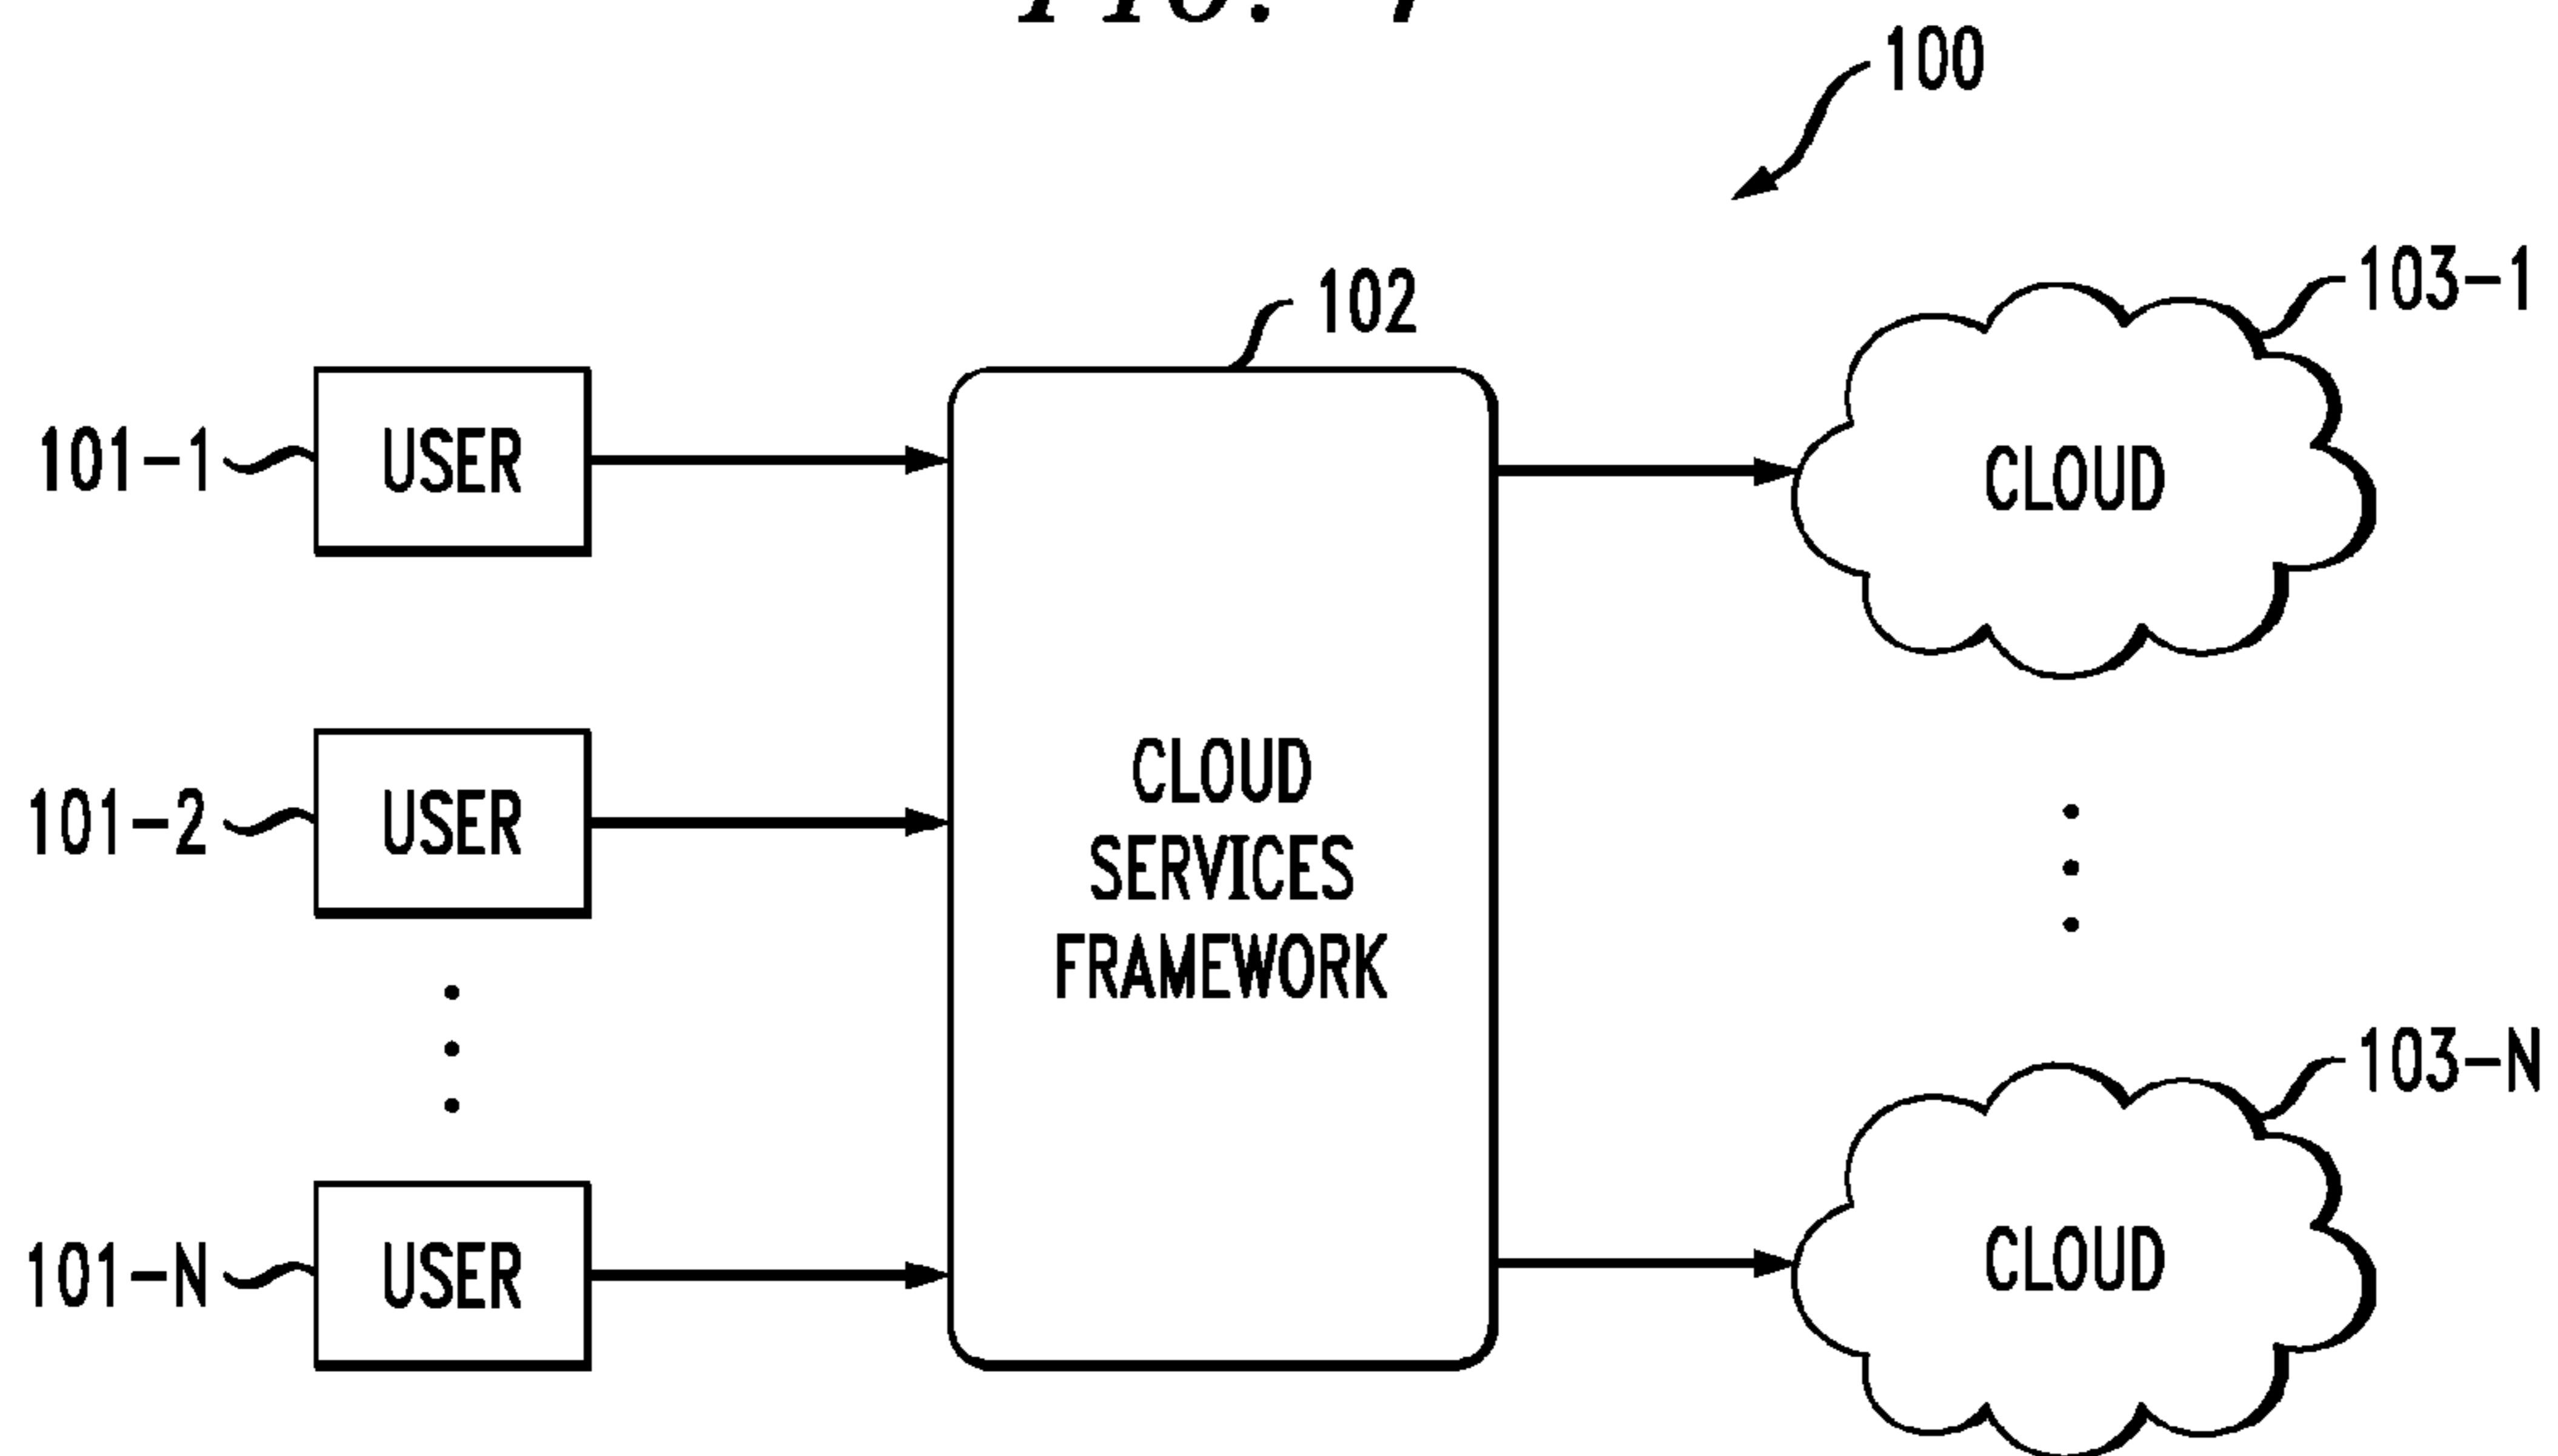 100
102
103-1
101-1
USER
CLOUD
101-2
USER
CLOUD
SERVICES
FRAMEWORK
103-N
101-N
USER
CLOUD